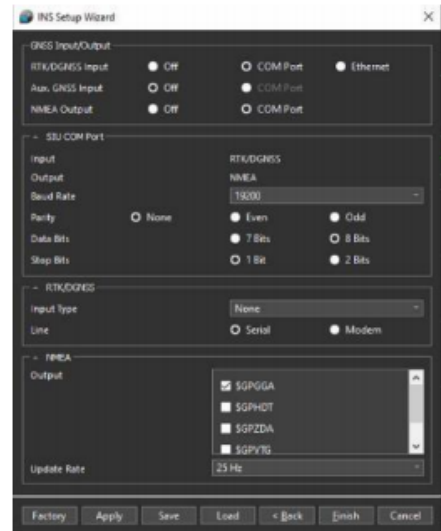 INS Setup Wizard
GNSS Input/Output
RTK/DGNSS Input Off COM Port Ethernet
Aux. GNSS Input Off COM Port
NMEA Output Off COM Port
SIU COM Port
Input RTK/DGNSS
Output NMEA
Baud Rate 19200
Parity None Even Odd
Data Bits 7 Bits 8 Bits
Stop Bits 1 Bit 2 Bits
RTK/DGNSS
Input Type None
Line Serial Modem
NMEA
Output $GPGGA
$GPHDT
$GPZDA
$GPVTG
Update Rate 25 Hz
Factory Apply Save Load < Back Finish Cancel